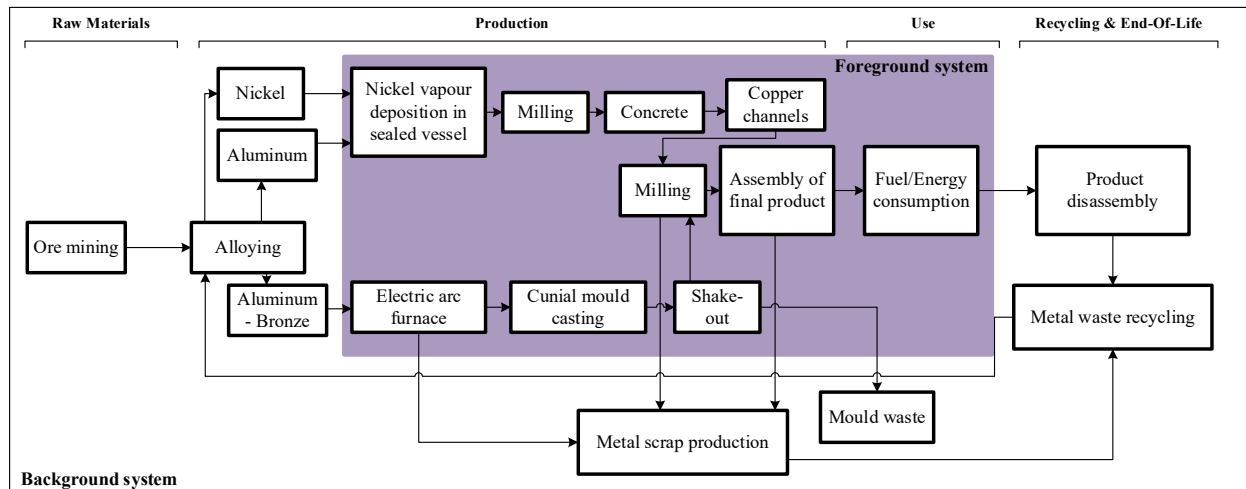 Raw Materials
Production
Use
Recycling & End-Of-Life
Foreground system
Nickel
Nickel vapour
deposition in
sealed vessel
Milling
Concrete
Copper
channels
Aluminum
Milling
Assembly of
final product
Fuel/Energy
consumption
Product
disassembly
Ore mining
Alloying
Aluminum
- Bronze
Electric arc
furnace
Cunial mould
casting
Shake-
out
Metal waste recycling
Mould waste
Metal scrap production
Background system